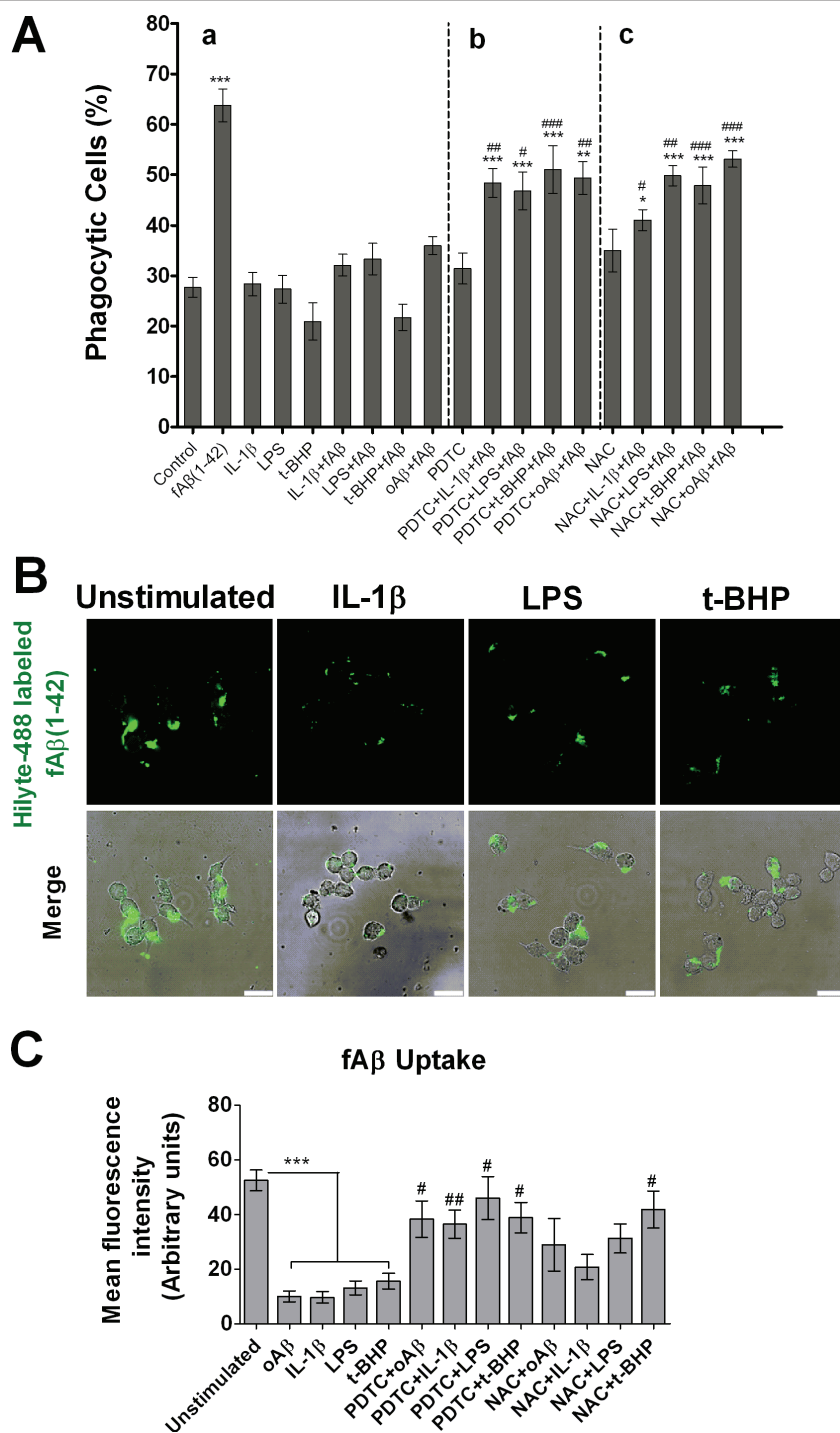 A
a
b
c
Phagocytic Cells (%)
80
70
60
50
40
30
20
10
0
***
##
***
#
***
###
***
##
**
#
*
##
***
###
***
###
***
Control
fAβ(1-42)
IL-1β
LPS
t-BHP
IL-1β+fAβ
LPS+fAβ
t-BHP+fAβ
oAβ+fAβ
PDTC
PDTC+IL-1β+fAβ
PDTC+LPS+fAβ
PDTC+t-BHP+fAβ
PDTC+oAβ+fAβ
NAC
NAC+IL-1β+fAβ
NAC+LPS+fAβ
NAC+t-BHP+fAβ
NAC+oAβ+fAβ
B
Unstimulated
IL-1β
LPS
t-BHP
Hilyte-488 labeled
fAβ(1-42)
Merge
C
fAβ Uptake
Mean fluorescence
intensity
(Arbitrary units)
80
60
40
20
0
***
#
##
#
#
#
Unstimulated
oAβ
IL-1β
LPS
t-BHP
PDTC+oAβ
PDTC+IL-1β
PDTC+LPS
PDTC+t-BHP
NAC+oAβ
NAC+IL-1β
NAC+LPS
NAC+t-BHP